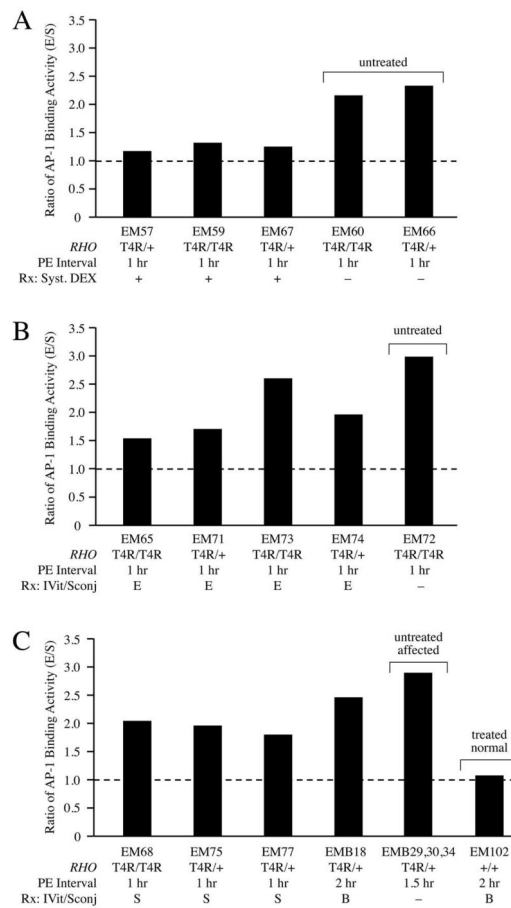 A
Ratio of AP-1 Binding Activity (E/S)
3.5
3.0
2.5
2.0
1.5
1.0
0.5
0
untreated
EM57 EM59 EM67 EM60 EM66
RHO T4R/+ T4R/T4R T4R/+ T4R/T4R T4R/+
PE Interval 1 hr 1 hr 1 hr 1 hr 1 hr
Rx: Syst. DEX + + + – –
B
Ratio of AP-1 Binding Activity (E/S)
3.5
3.0
2.5
2.0
1.5
1.0
0.5
0
untreated
EM65 EM71 EM73 EM74 EM72
RHO T4R/T4R T4R/+ T4R/T4R T4R/+ T4R/T4R
PE Interval 1 hr 1 hr 1 hr 1 hr 1 hr
Rx: IVit/Sconj E E E E –
C
Ratio of AP-1 Binding Activity (E/S)
3.5
3.0
2.5
2.0
1.5
1.0
0.5
0
untreated
affected
treated
normal
EM68 EM75 EM77 EMB18 EMB29,30,34 EM102
RHO T4R/T4R T4R/+ T4R/+ T4R/+ T4R/+ +/+
PE Interval 1 hr 1 hr 1 hr 2 hr 1.5 hr 2 hr
Rx: IVit/Sconj S S S B – B